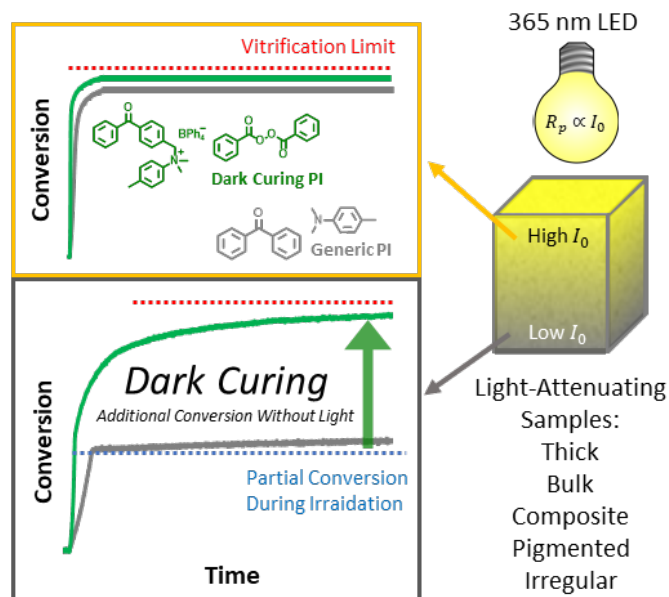 Vitrification Limit
Conversion
O
O
O
O
O
BPh₄⁻
N
+
Dark Curing PI
O
N
Generic PI
Dark Curing
Additional Conversion Without Light
Conversion
Partial Conversion
During Irraidation
Time
365 nm LED
Rₚ ∝ I₀
High I₀
Low I₀
Light-Attenuating
Samples:
Thick
Bulk
Composite
Pigmented
Irregular